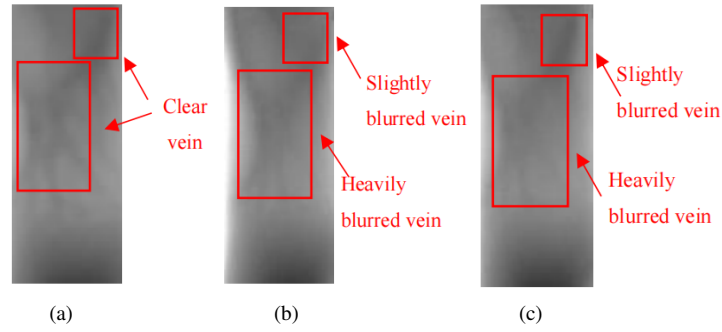 Clear
vein
Slightly
blurred vein
Heavily
blurred vein
Slightly
blurred vein
Heavily
blurred vein
(a)
(b)
(c)